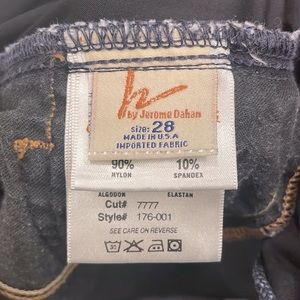 by Jerome Dahan
SIZE: 28
MADE IN U.S.A
IMPORTED FABRIC
90% 10%
NYLON SPANDEX
ALGODON ELASTAN
Cut# 7777
Style# 176-001
SEE CARE ON REVERSE